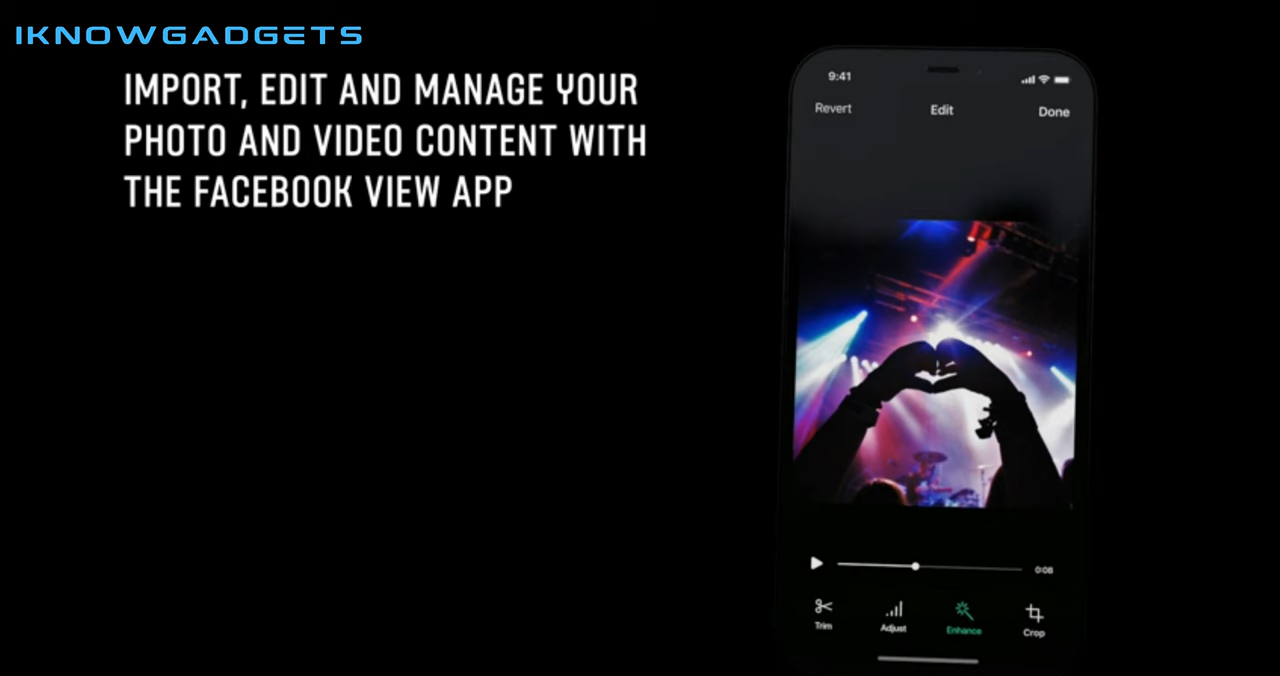 IKNOWGADGETS
IMPORT, EDIT AND MANAGE YOUR
PHOTO AND VIDEO CONTENT WITH
THE FACEBOOK VIEW APP
9:41
Revert Edit Done
0:08
Trim Adjust Enhance Crop